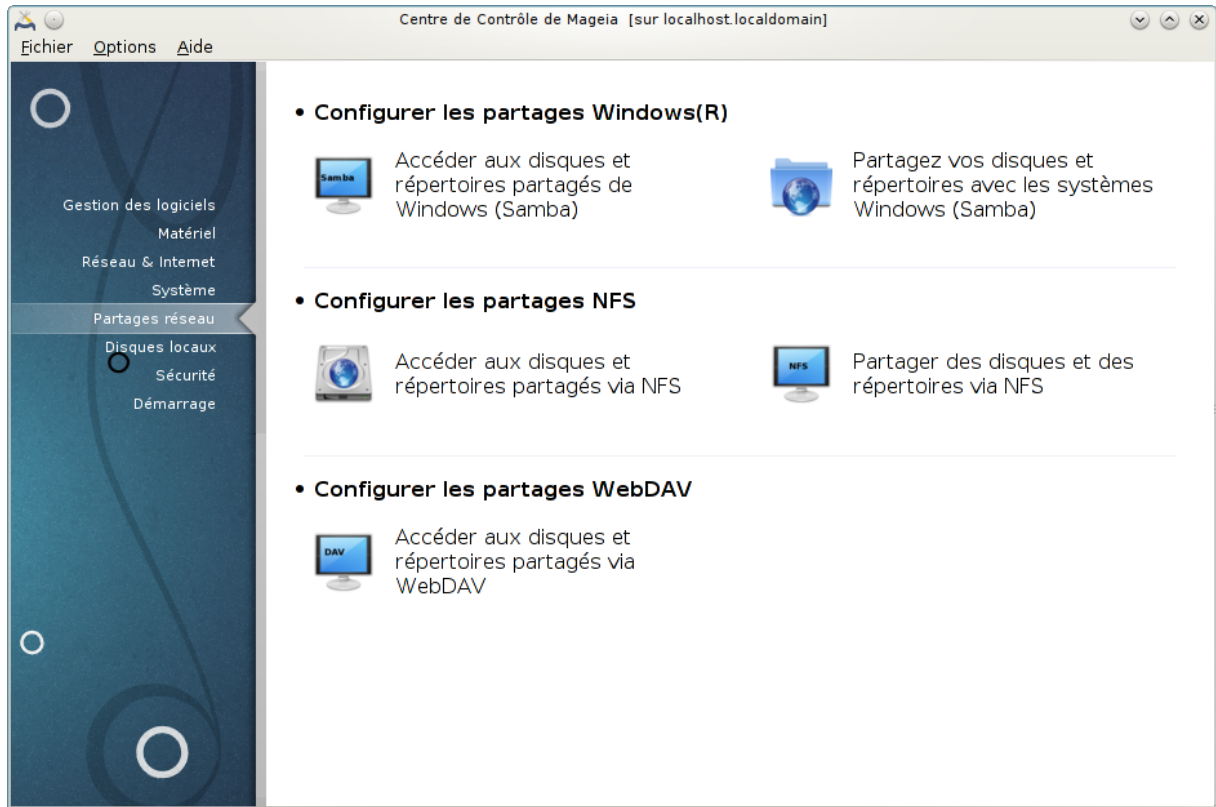 Centre de Contrôle de Mageia [sur localhost.localdomain]
Fichier Options Aide
Gestion des logiciels
Matériel
Réseau & Internet
Système
Partages réseau
Disques locaux
Sécurité
Démarrage
• Configurer les partages Windows(R)
Samba
Accéder aux disques et
répertoires partagés de
Windows (Samba)
Partagez vos disques et
répertoires avec les systèmes
Windows (Samba)
• Configurer les partages NFS
Accéder aux disques et
répertoires partagés via NFS
NFS
Partager des disques et des
répertoires via NFS
• Configurer les partages WebDAV
DAV
Accéder aux disques et
répertoires partagés via
WebDAV